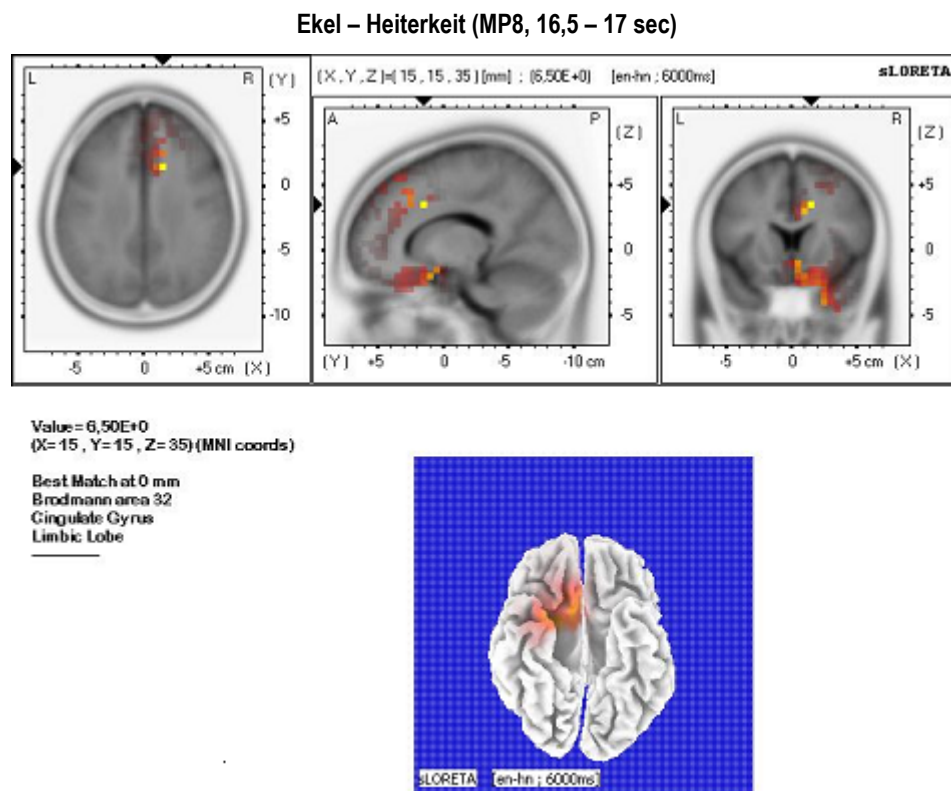 Ekel – Heiterkeit (MP8, 16,5 – 17 sec)
(X,Y,Z)=(15,15,35)[mm] ; (6,50E+0) [en-hn ; 6000ms] sLORETA
L R (Y)
+5
0
-5
-10
-5 0 +5 cm (X)
A P (Z)
+5
0
-5
(Y) +5 0 -5 -10 cm
L R (Z)
+5
0
-5
-5 0 +5 cm (X)
Value= 6,50E+0
(X= 15 , Y= 15 , Z= 35) (MNI coords)
Best Match at 0 mm
Brodmann area 32
Cingulate Gyrus
Limbic Lobe
sLORETA [en-hn ; 6000ms]